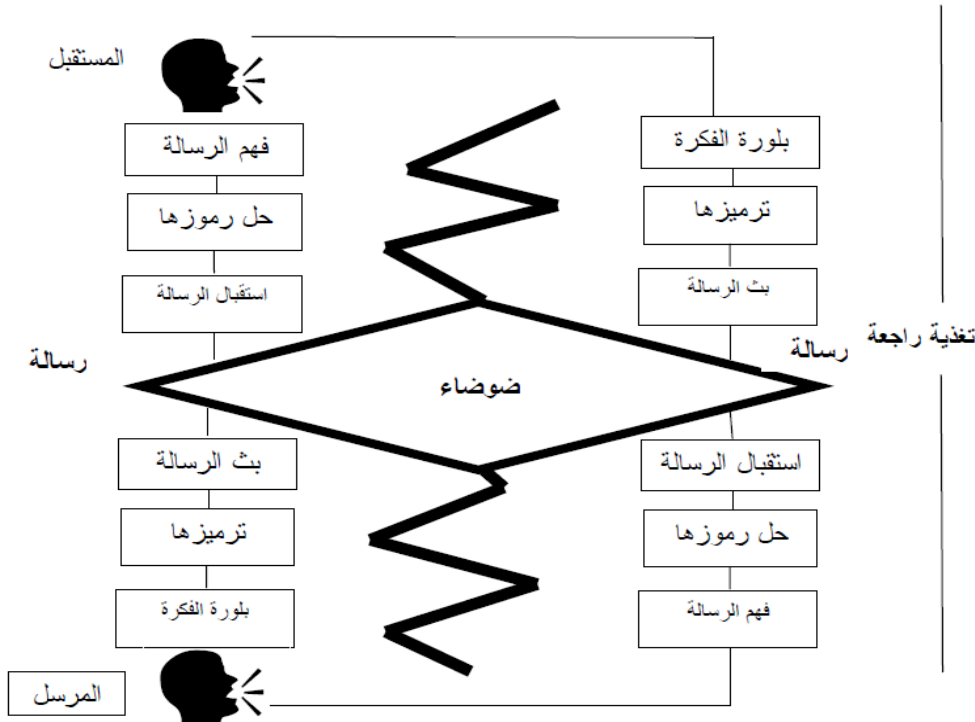 المستقبل
فهم الرسالة
بلورة الفكرة
حل رموزها
ترميزها
استقبال الرسالة
بث الرسالة
تغذية راجعة
رسالة
رسالة
ضوضاء
بث الرسالة
استقبال الرسالة
ترميزها
حل رموزها
بلورة الفكرة
فهم الرسالة
المرسل